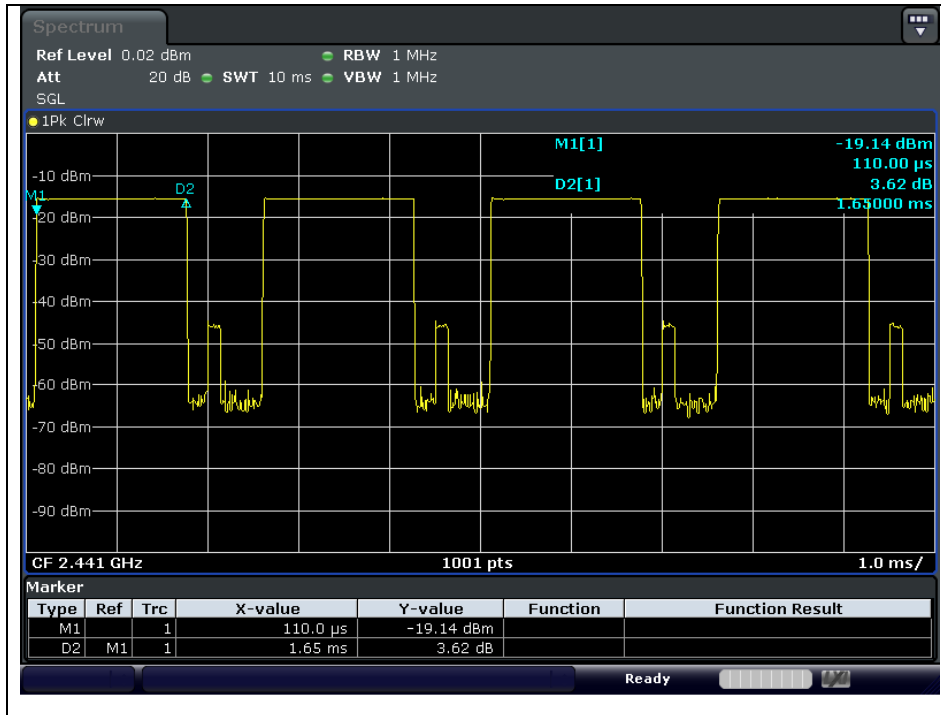 Spectrum
Ref Level 0.02 dBm RBW 1 MHz
Att 20 dB SWT 10 ms VBW 1 MHz
SGL
1Pk Clrw
M1[1] -19.14 dBm
110.00 µs
D2[1] 3.62 dB
1.65000 ms
M1
D2
-10 dBm
-20 dBm
-30 dBm
-40 dBm
-50 dBm
-60 dBm
-70 dBm
-80 dBm
-90 dBm
CF 2.441 GHz 1001 pts 1.0 ms/
Marker
Type Ref Trc X-value Y-value Function Function Result
M1 1 110.0 µs -19.14 dBm
D2 M1 1 1.65 ms 3.62 dB
Ready